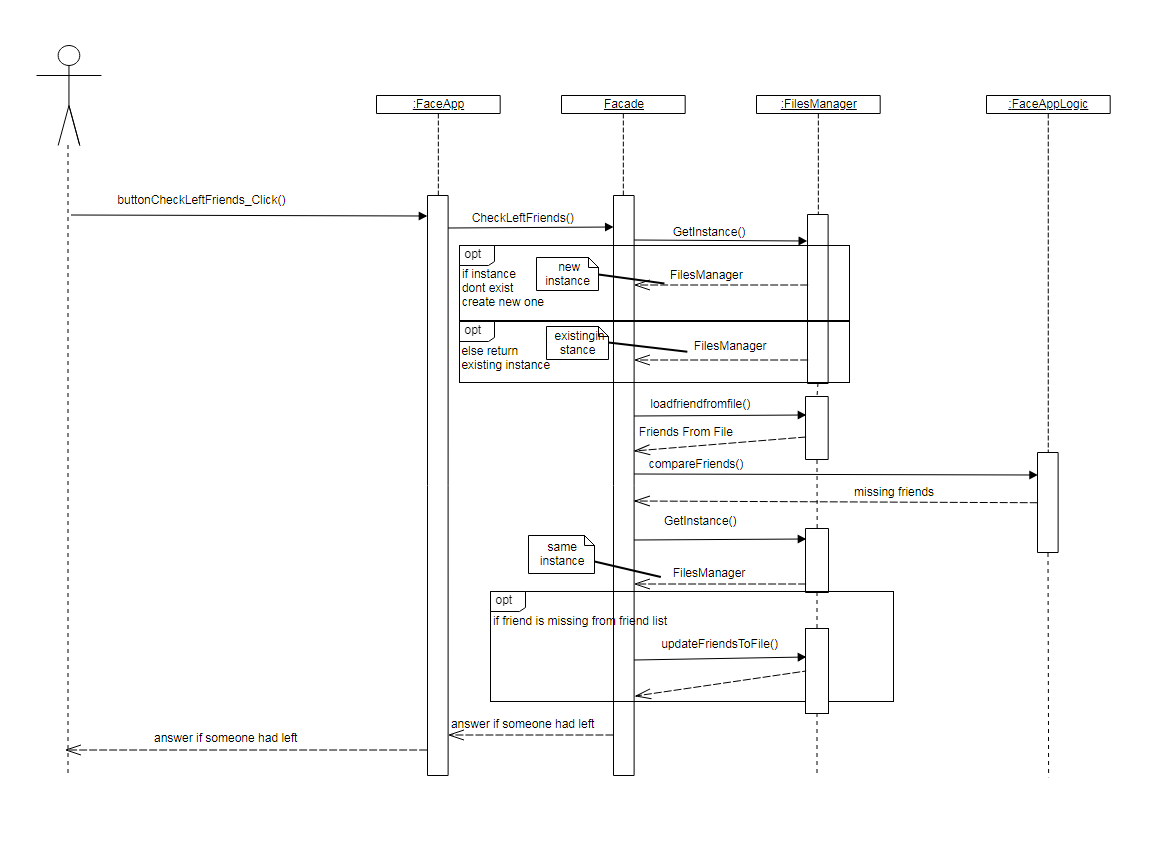 :FaceApp
Facade
:FilesManager
:FaceAppLogic
buttonCheckLeftFriends_Click()
CheckLeftFriends()
GetInstance()
opt
if instance
dont exist
create new one
new
instance
FilesManager
opt
else return
existing instance
existingin
stance
FilesManager
loadfriendfromfile()
Friends From File
compareFriends()
missing friends
GetInstance()
same
instance
FilesManager
opt
if friend is missing from friend list
updateFriendsToFile()
answer if someone had left
answer if someone had left